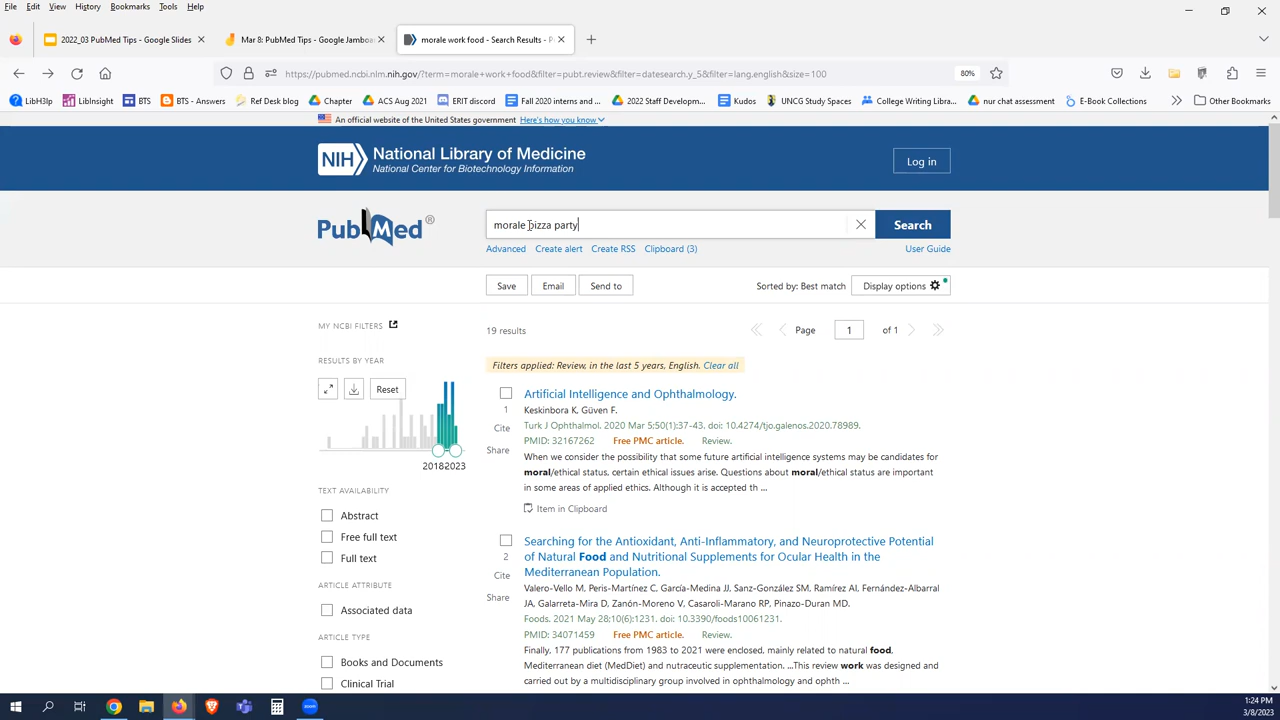 File Edit View History Bookmarks Tools Help
2022_03 PubMed Tips - Google Slides
Mar 8: PubMed Tips - Google Jamboa
morale work food - Search Results - P
https://pubmed.ncbi.nlm.nih.gov/?term=morale+work+food&filter=pubt.review&filter=datesearch.y_5&filter=lang.english&size=100
80%
LibH3lp LibInsight BTS BTS - Answers Ref Desk blog Chapter ACS Aug 2021 ERIT discord Fall 2020 interns and ... 2022 Staff Developm... Kudos UNCG Study Spaces College Writing Libra... nur chat assessment E-Book Collections Other Bookmarks
An official website of the United States government Here's how you know
NIH National Library of Medicine
National Center for Biotechnology Information
Log in
PubMed®
morale pizza party
Search
Advanced Create alert Create RSS Clipboard (3) User Guide
Save Email Send to Sorted by: Best match Display options
MY NCBI FILTERS
19 results
Page 1 of 1
RESULTS BY YEAR
Reset
20182023
Filters applied: Review, in the last 5 years, English. Clear all
TEXT AVAILABILITY
Abstract
Free full text
Full text
ARTICLE ATTRIBUTE
Associated data
ARTICLE TYPE
Books and Documents
Clinical Trial
1
Cite
Share
Artificial Intelligence and Ophthalmology.
Keskinbora K, Güven F.
Turk J Ophthalmol. 2020 Mar 5;50(1):37-43. doi: 10.4274/tjo.galenos.2020.78989.
PMID: 32167262 Free PMC article. Review.
When we consider the possibility that some future artificial intelligence systems may be candidates for
moral/ethical status, certain ethical issues arise. Questions about moral/ethical status are important
in some areas of applied ethics. Although it is accepted th ...
Item in Clipboard
2
Cite
Share
Searching for the Antioxidant, Anti-Inflammatory, and Neuroprotective Potential
of Natural Food and Nutritional Supplements for Ocular Health in the
Mediterranean Population.
Valero-Vello M, Peris-Martínez C, García-Medina JJ, Sanz-González SM, Ramírez AI, Fernández-Albarral
JA, Galarreta-Mira D, Zanón-Moreno V, Casaroli-Marano RP, Pinazo-Duran MD.
Foods. 2021 May 28;10(6):1231. doi: 10.3390/foods10061231.
PMID: 34071459 Free PMC article. Review.
Finally, 177 publications from 1983 to 2021 were enclosed, mainly related to natural food,
Mediterranean diet (MedDiet) and nutraceutic supplementation. ...This review work was designed and
carried out by a multidisciplinary group involved in ophthalmology and ophth ...
zoom
1:24 PM
3/8/2023